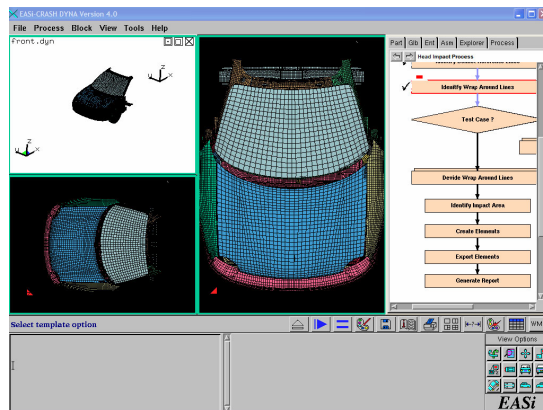 EASi-CRASH DYNA Version 4.0
File Process Block View Tools Help
front.dyn
Z
Y
X
Z
Y
X
Part Glb Ent Asm Explorer Process
Head Impact Process
Identify Wrap Around Lines
Test Case ?
Devide Wrap Around Lines
Identify Impact Area
Create Elements
Export Elements
Generate Report
Select template option
WM
View Options
EASi